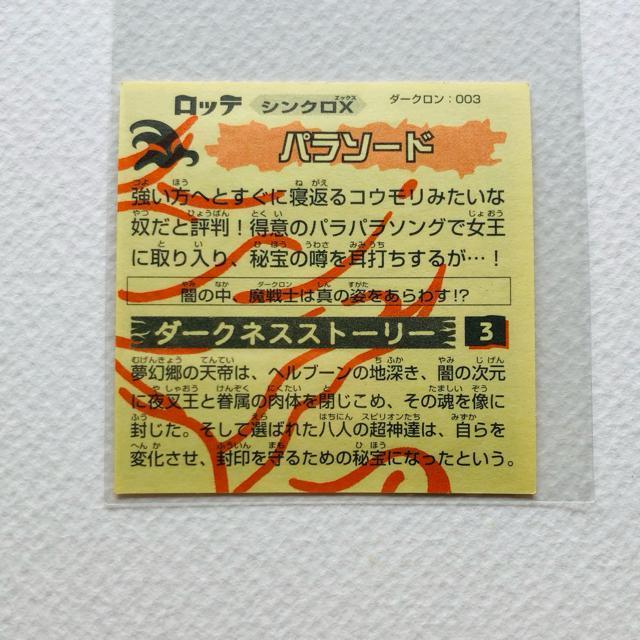 ロッテ シンクロX ダークロン：003
パラソード
強い方へとすぐに寝返るコウモリみたいな
奴だと評判！得意のパラパラソングで女王
に取り入り、秘宝の噂を耳打ちするが…！
闇の中、魔戦士は真の姿をあらわす!?
ダークネスストーリー 3
夢幻郷の天帝は、ヘルブーンの地深き、闇の次元
に夜叉王と眷属の肉体を閉じこめ、その魂を像に
封じた。そして選ばれた八人の超神達は、自らを
変化させ、封印を守るための秘宝になったという。